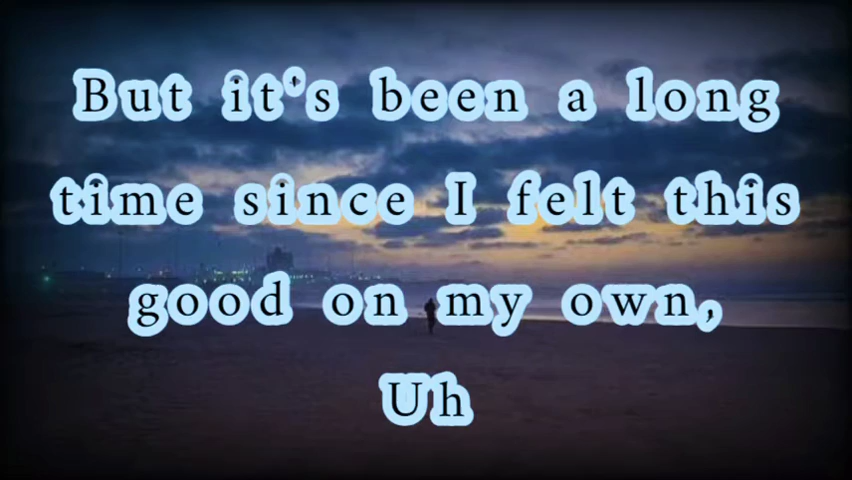 But it's been a long
time since I felt this
good on my own,
Uh